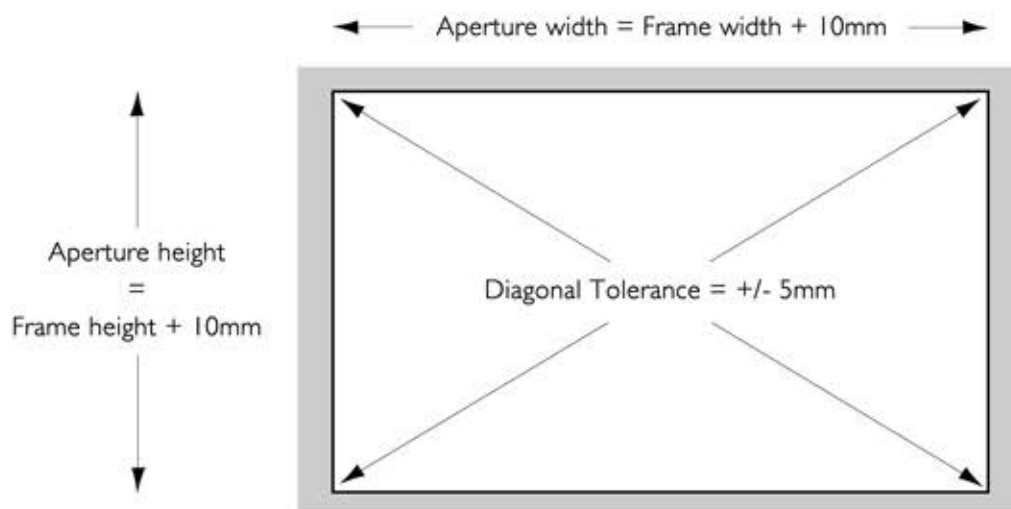 Aperture width = Frame width + 10mm
Aperture height
=
Frame height + 10mm
Diagonal Tolerance = +/- 5mm